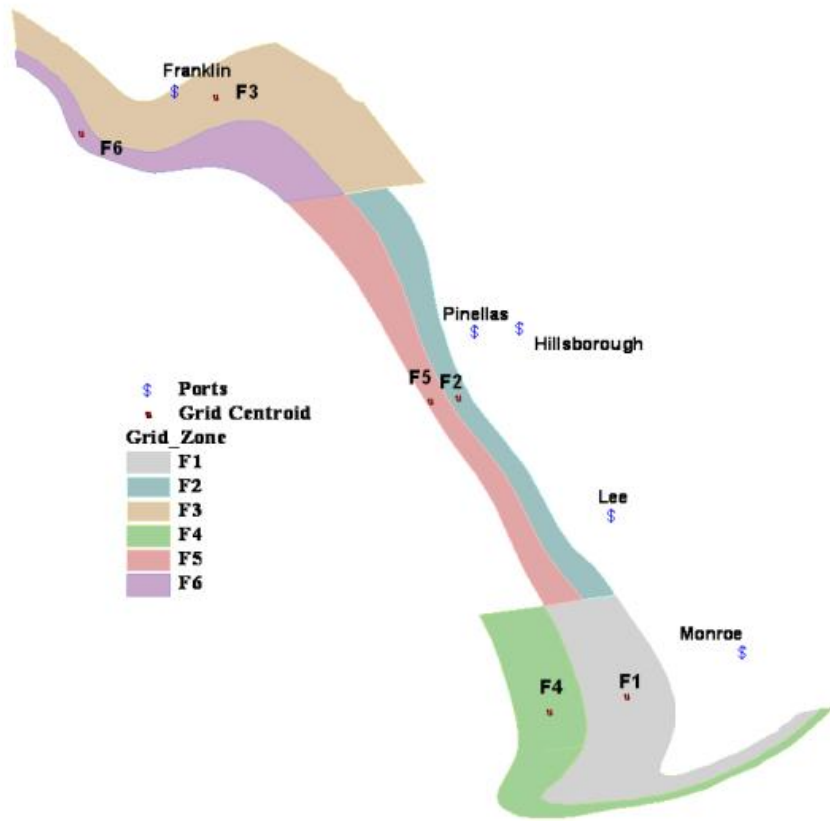 Franklin
F3
F6
Pinellas
Hillsborough
F5 F2
$ Ports
Grid Centroid
Grid_Zone
F1
F2
F3
F4
F5
F6
Lee
Monroe
F4
F1
$
$
$
$
$